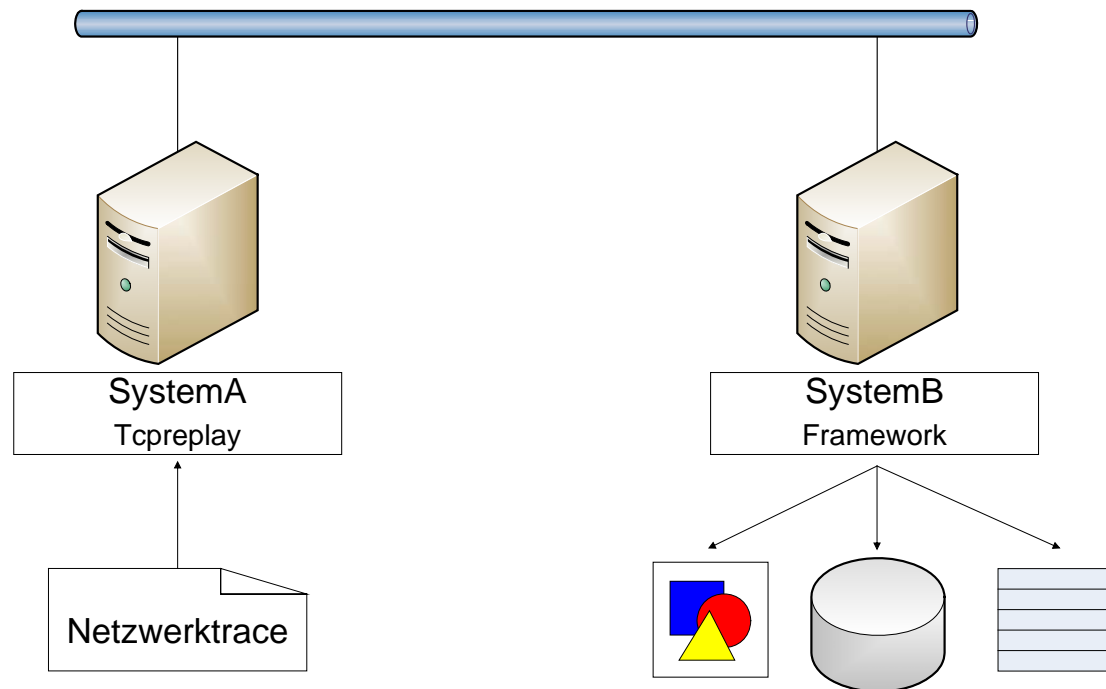 SystemA
Tcpreplay
SystemB
Framework
Netzwerktrace